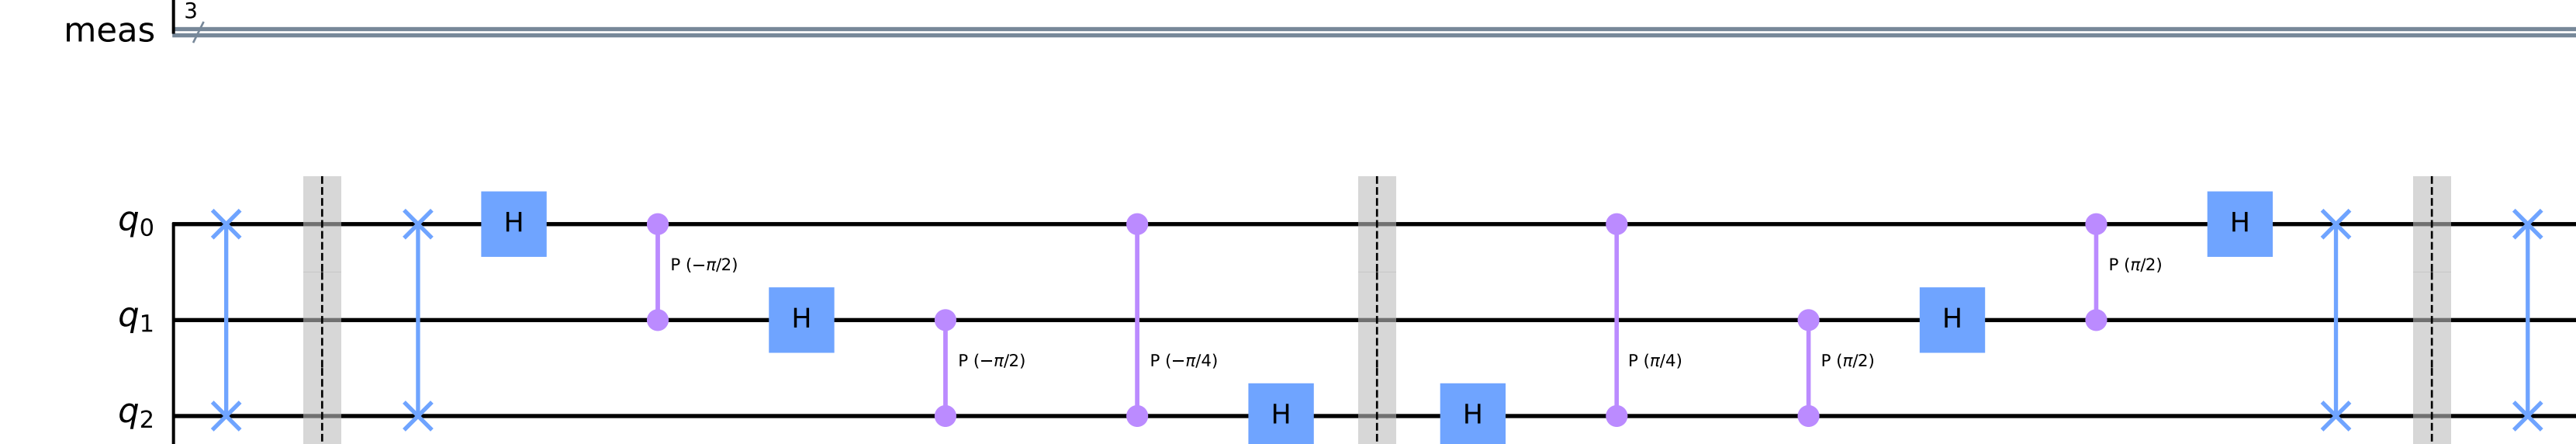 3
meas
q0 H H
P (−π/2) P (π/2)
q1 H H
P (−π/2) P (−π/4) P (π/4) P (π/2)
q2 H H